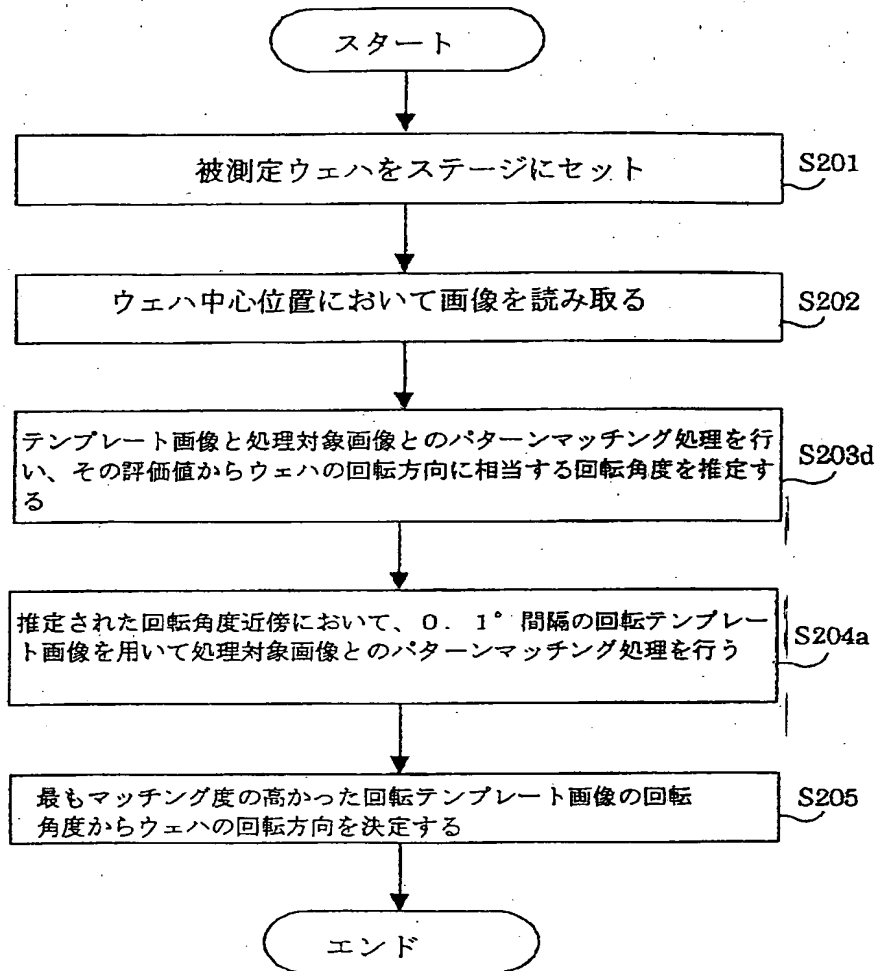 スタート
被測定ウェハをステージにセット
S201
ウェハ中心位置において画像を読み取る
S202
テンプレート画像と処理対象画像とのパターンマッチング処理を行
い、その評価値からウェハの回転方向に相当する回転角度を推定す
る
S203d
推定された回転角度近傍において、0．1°間隔の回転テンプレー
ト画像を用いて処理対象画像とのパターンマッチング処理を行う
S204a
最もマッチング度の高かった回転テンプレート画像の回転
角度からウェハの回転方向を決定する
S205
エンド